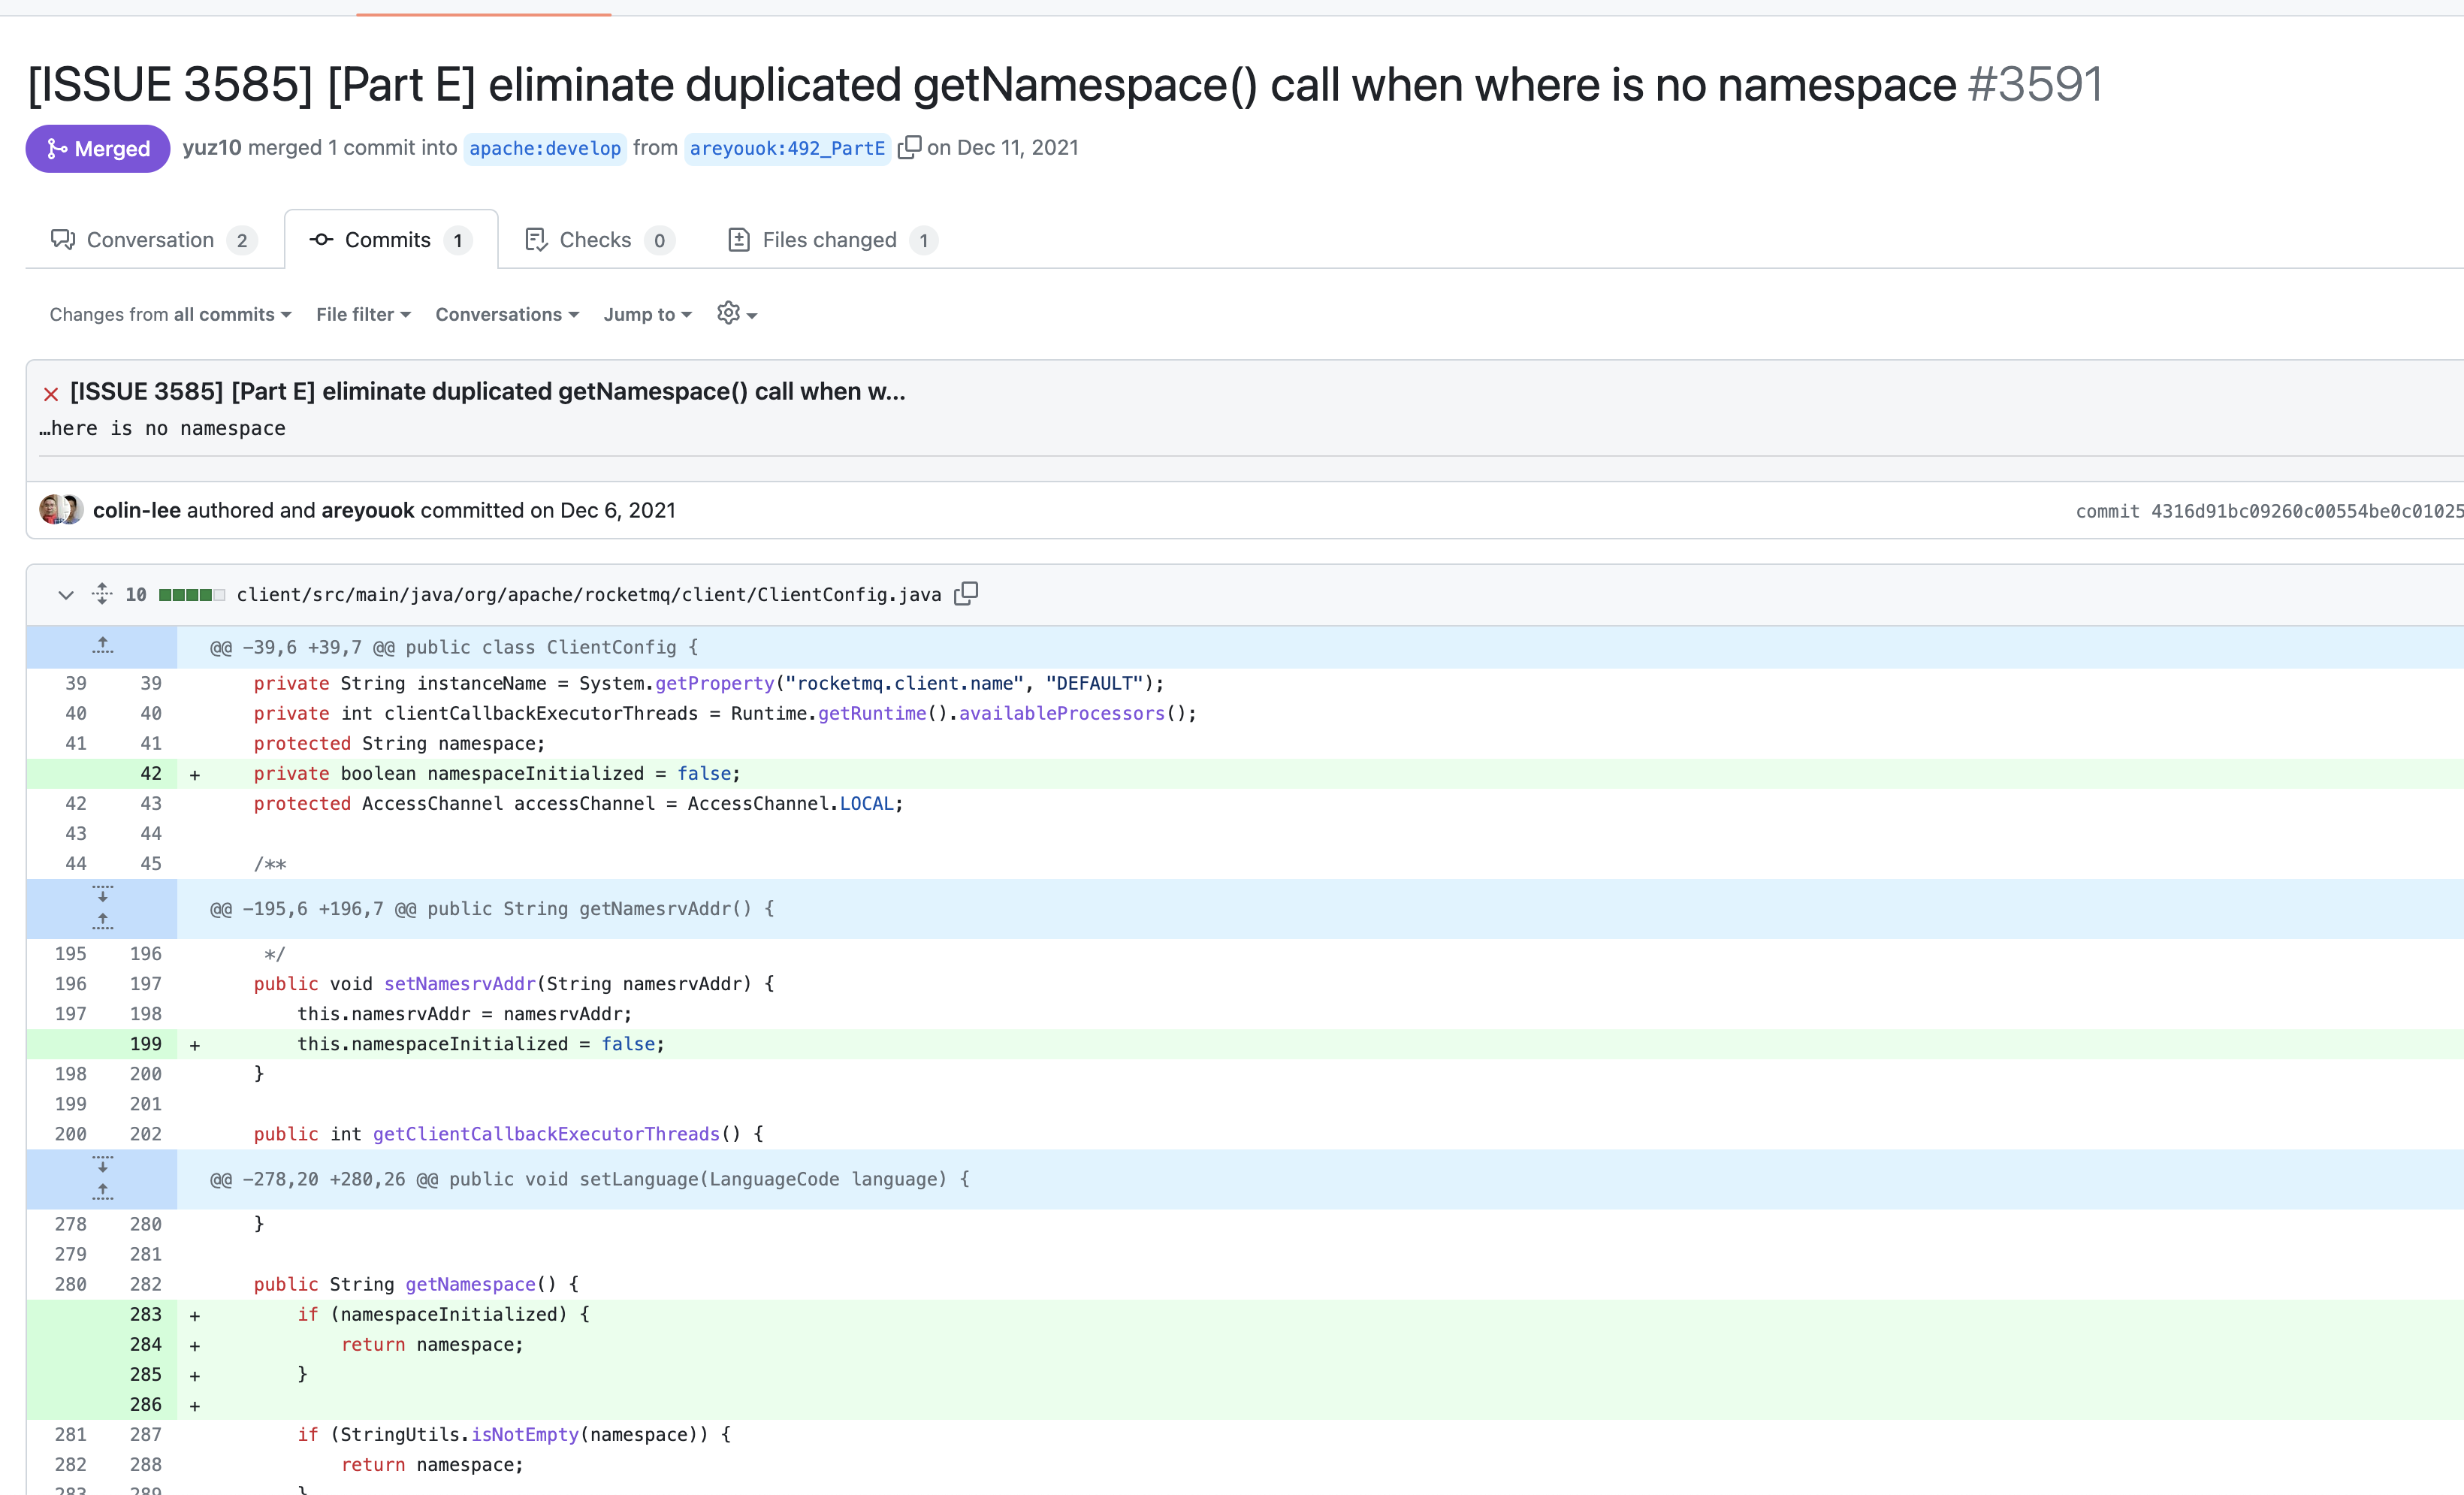 [ISSUE 3585] [Part E] eliminate duplicated getNamespace() call when where is no namespace #3591
Merged yuz10 merged 1 commit into apache:develop from areyouok:492_PartE on Dec 11, 2021
Conversation 2 Commits 1 Checks 0 Files changed 1
Changes from all commits File filter Conversations Jump to
[ISSUE 3585] [Part E] eliminate duplicated getNamespace() call when w...
…here is no namespace
colin-lee authored and areyouok committed on Dec 6, 2021 commit 4316d91bc09260c00554be0c01025
10 client/src/main/java/org/apache/rocketmq/client/ClientConfig.java
@@ -39,6 +39,7 @@ public class ClientConfig {
39 39 private String instanceName = System.getProperty("rocketmq.client.name", "DEFAULT");
40 40 private int clientCallbackExecutorThreads = Runtime.getRuntime().availableProcessors();
41 41 protected String namespace;
42 + private boolean namespaceInitialized = false;
42 43 protected AccessChannel accessChannel = AccessChannel.LOCAL;
43 44
44 45 /**
@@ -195,6 +196,7 @@ public String getNamesrvAddr() {
195 196 */
196 197 public void setNamesrvAddr(String namesrvAddr) {
197 198 this.namesrvAddr = namesrvAddr;
199 + this.namespaceInitialized = false;
198 200 }
199 201
200 202 public int getClientCallbackExecutorThreads() {
@@ -278,20 +280,26 @@ public void setLanguage(LanguageCode language) {
278 280 }
279 281
280 282 public String getNamespace() {
283 + if (namespaceInitialized) {
284 + return namespace;
285 + }
286 +
281 287 if (StringUtils.isNotEmpty(namespace)) {
282 288 return namespace;
283 289 }